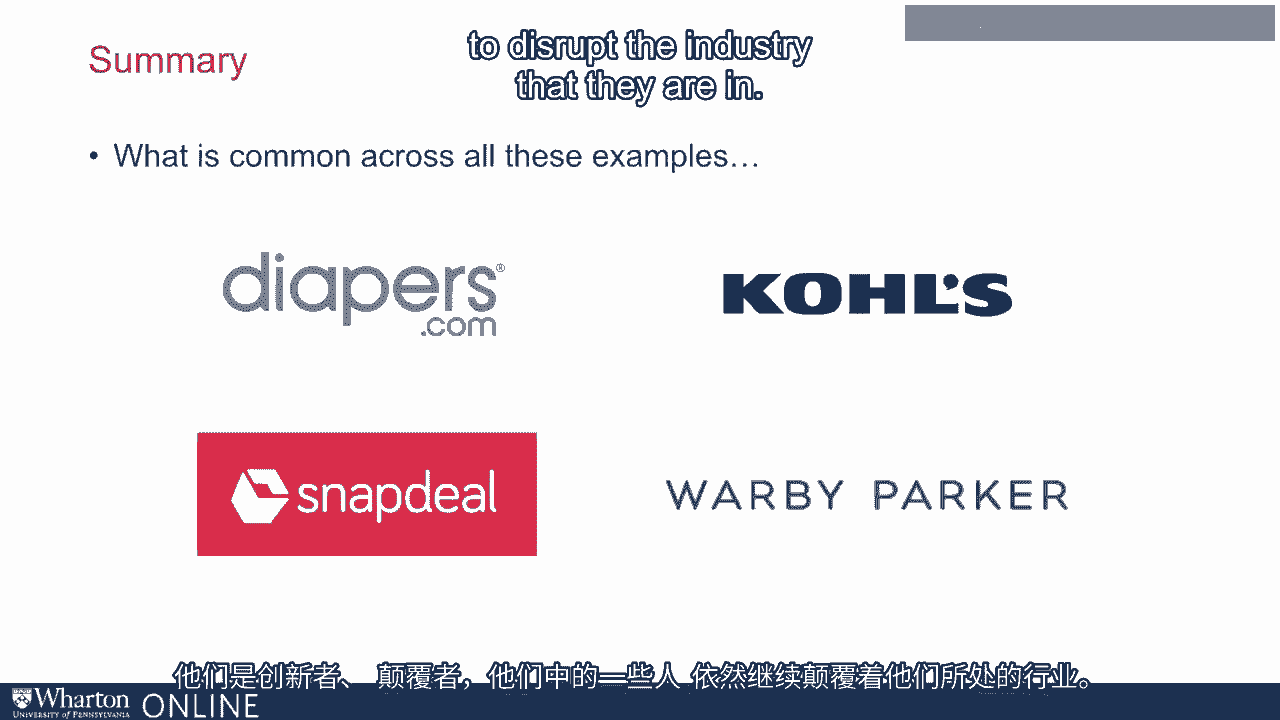 to disrupt the industry
that they are in.
Summary
• What is common across all these examples…
diapers®
.com
KOHL'S
snapdeal
WARBY PARKER
他们是创新者、 颠覆者，他们中的一些人 依然继续颠覆着他们所处的行业。
Wharton
UNIVERSITY of PENNSYLVANIA
ONLINE